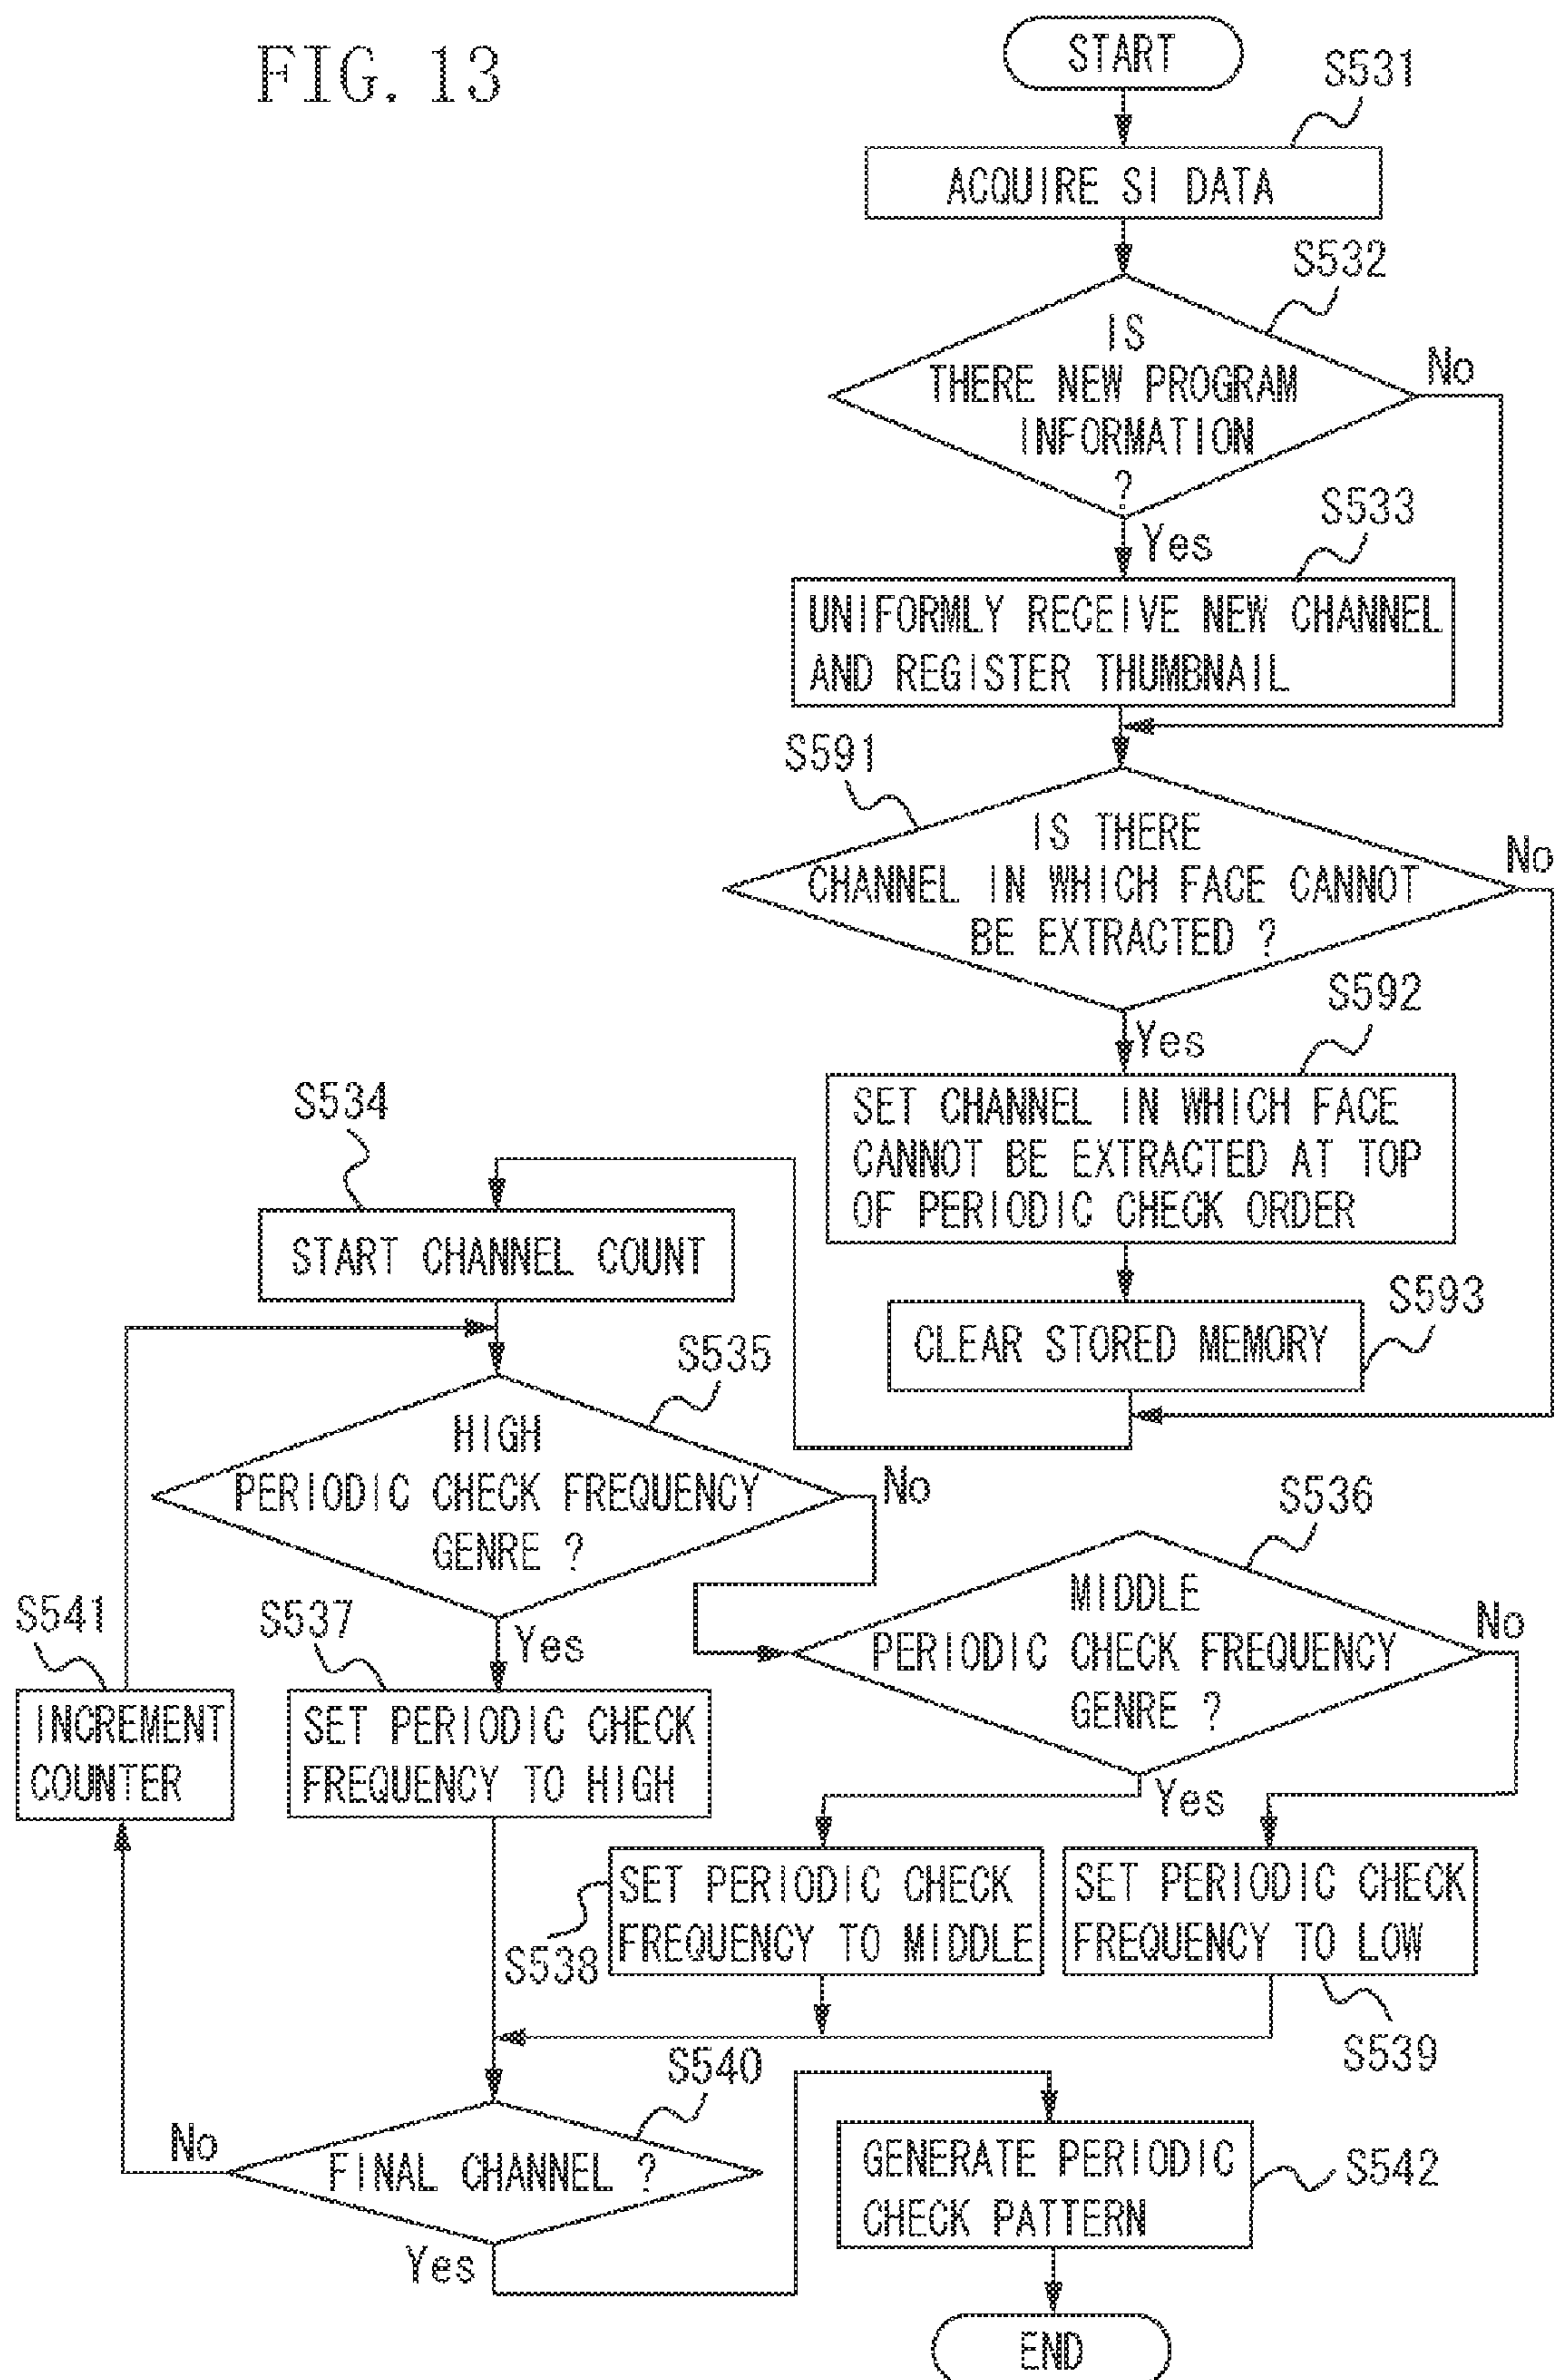 FIG. 13
START
S531
ACQUIRE SI DATA
S532
IS
THERE NEW PROGRAM
INFORMATION
?
No
Yes
S533
UNIFORMLY RECEIVE NEW CHANNEL
AND REGISTER THUMBNAIL
S591
IS THERE
CHANNEL IN WHICH FACE CANNOT
BE EXTRACTED ?
No
Yes
S592
SET CHANNEL IN WHICH FACE
CANNOT BE EXTRACTED AT TOP
OF PERIODIC CHECK ORDER
S593
CLEAR STORED MEMORY
S534
START CHANNEL COUNT
S535
HIGH
PERIODIC CHECK FREQUENCY
GENRE ?
No
Yes
S536
MIDDLE
PERIODIC CHECK FREQUENCY
GENRE ?
No
Yes
S541
INCREMENT
COUNTER
S537
SET PERIODIC CHECK
FREQUENCY TO HIGH
S538
SET PERIODIC CHECK
FREQUENCY TO MIDDLE
SET PERIODIC CHECK
FREQUENCY TO LOW
S539
S540
FINAL CHANNEL ?
No
Yes
GENERATE PERIODIC
CHECK PATTERN
S542
END